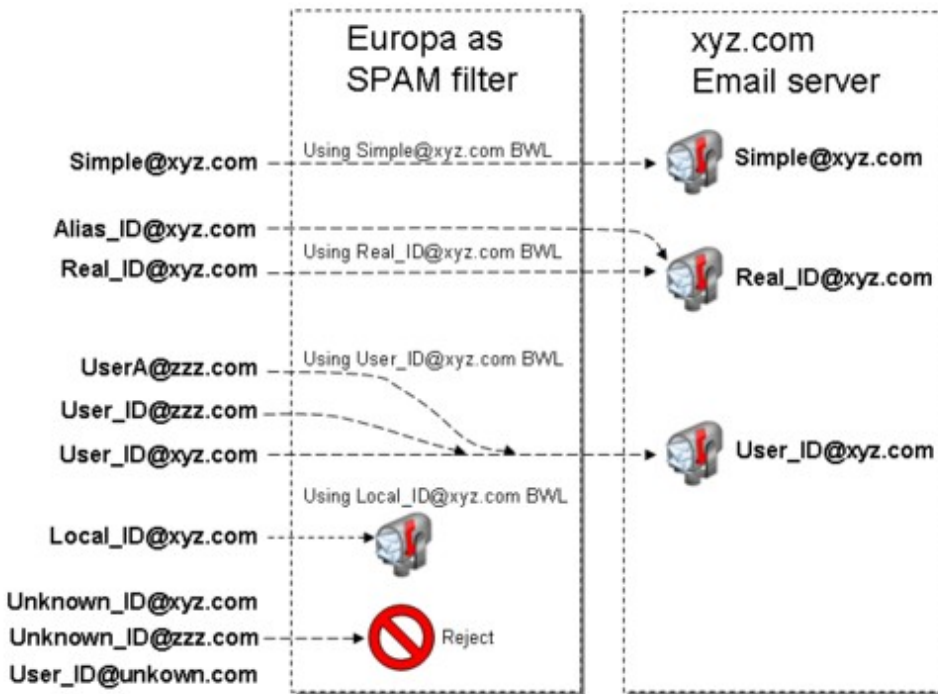 Europa as
SPAM filter
xyz.com
Email server
Simple@xyz.com
Using Simple@xyz.com BWL
Simple@xyz.com
Alias_ID@xyz.com
Real_ID@xyz.com
Using Real_ID@xyz.com BWL
Real_ID@xyz.com
UserA@zzz.com
Using User_ID@xyz.com BWL
User_ID@zzz.com
User_ID@xyz.com
User_ID@xyz.com
Using Local_ID@xyz.com BWL
Local_ID@xyz.com
Unknown_ID@xyz.com
Unknown_ID@zzz.com
Reject
User_ID@unkown.com